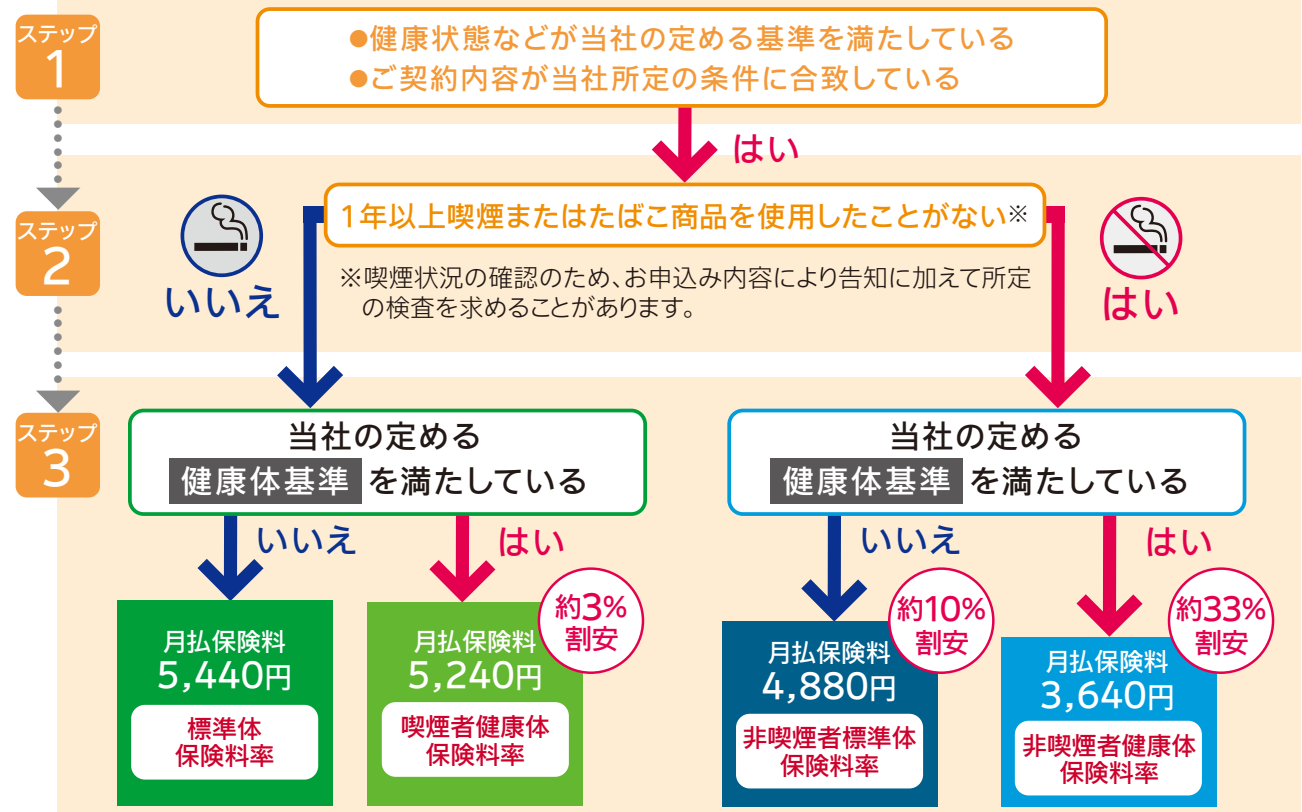 ステップ
1
●健康状態などが当社の定める基準を満たしている
●ご契約内容が当社所定の条件に合致している
はい
ステップ
2
1年以上喫煙またはたばこ商品を使用したことがない※
※喫煙状況の確認のため、お申込み内容により告知に加えて所定
の検査を求めることがあります。
いいえ
はい
ステップ
3
当社の定める
健康体基準 を満たしている
いいえ
はい
月払保険料
5,440円
標準体
保険料率
約3%
割安
月払保険料
5,240円
喫煙者健康体
保険料率
当社の定める
健康体基準 を満たしている
いいえ
はい
約10%
割安
月払保険料
4,880円
非喫煙者標準体
保険料率
約33%
割安
月払保険料
3,640円
非喫煙者健康体
保険料率